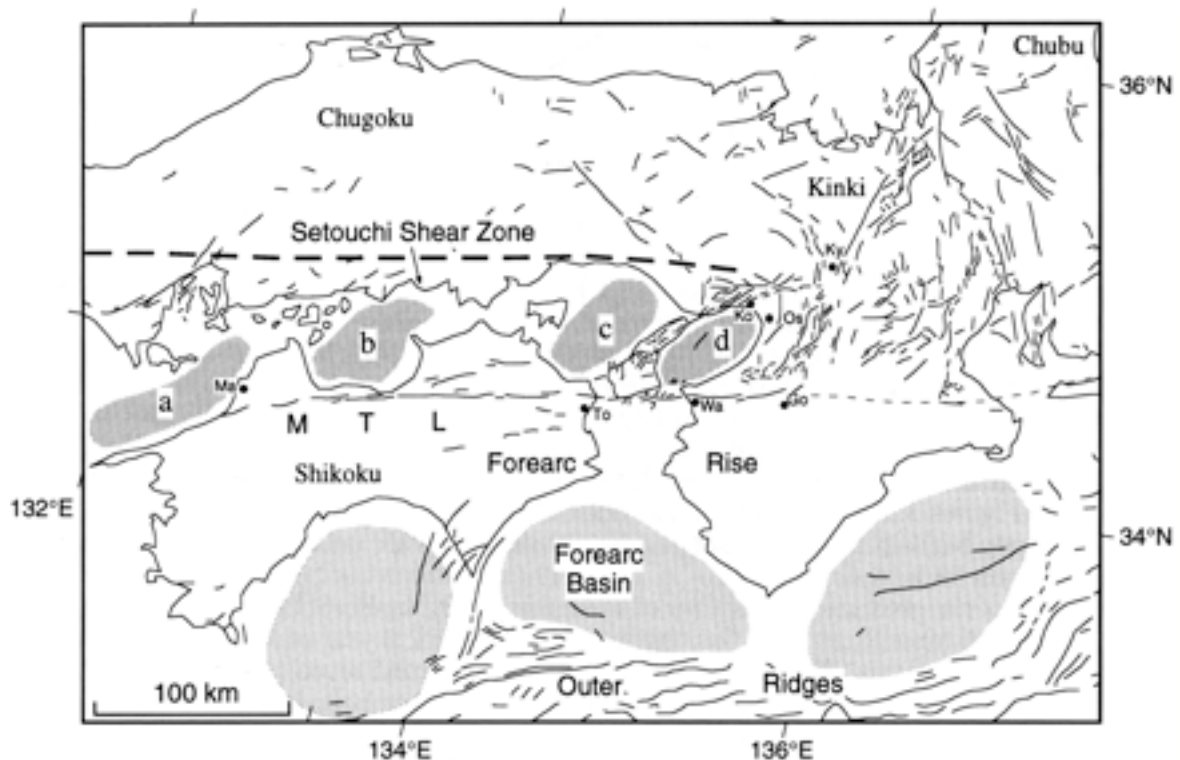 Chubu
36°N
Chugoku
Kinki
Setouchi Shear Zone
Ky
c
Ko
Os
b
d
Ma
a
M T L
To
Wa
Forearc
Rise
Shikoku
132°E
34°N
Forearc
Basin
100 km
Outer
Ridges
134°E
136°E